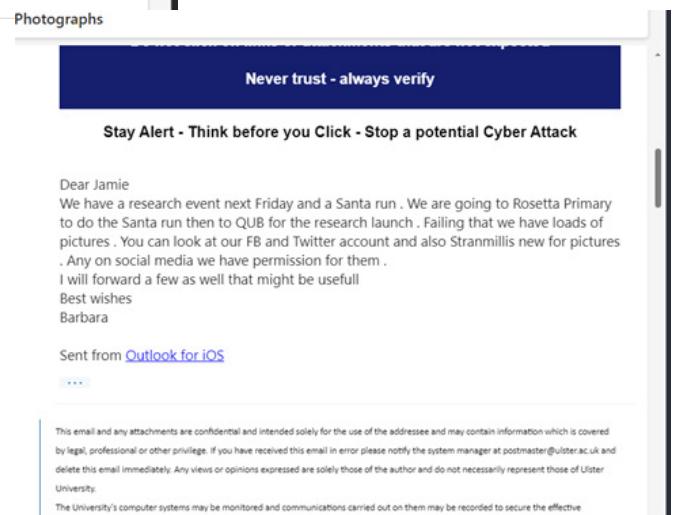 Photographs
Never trust - always verify
Stay Alert - Think before you Click - Stop a potential Cyber Attack
Dear Jamie
We have a research event next Friday and a Santa run . We are going to Rosetta Primary
to do the Santa run then to QUB for the research launch . Failing that we have loads of
pictures . You can look at our FB and Twitter account and also Stranmillis new for pictures
. Any on social media we have permission for them .
I will forward a few as well that might be usefull
Best wishes
Barbara
Sent from Outlook for iOS
...
This email and any attachments are confidential and intended solely for the use of the addressee and may contain information which is covered
by legal, professional or other privilege. If you have received this email in error please notify the system manager at postmaster@ulster.ac.uk and
delete this email immediately. Any views or opinions expressed are solely those of the author and do not necessarily represent those of Ulster
University.
The University's computer systems may be monitored and communications carried out on them may be recorded to secure the effective